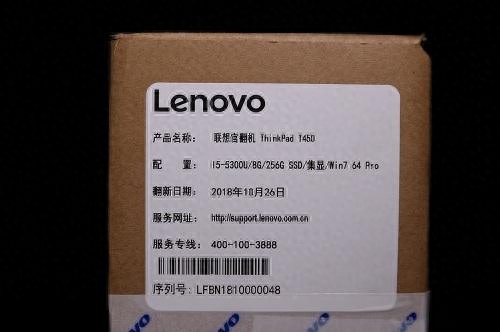 Lenovo
产品名称: 联想官翻机 ThinkPad T450
配 置: I5-5300U/8G/256G SSD/集显/Win7 64 Pro
翻新日期: 2018年10月26日
服务网址: http://support.lenovo.com.cn
服务专线: 400-100-3888
序列号: LFBN1810000048